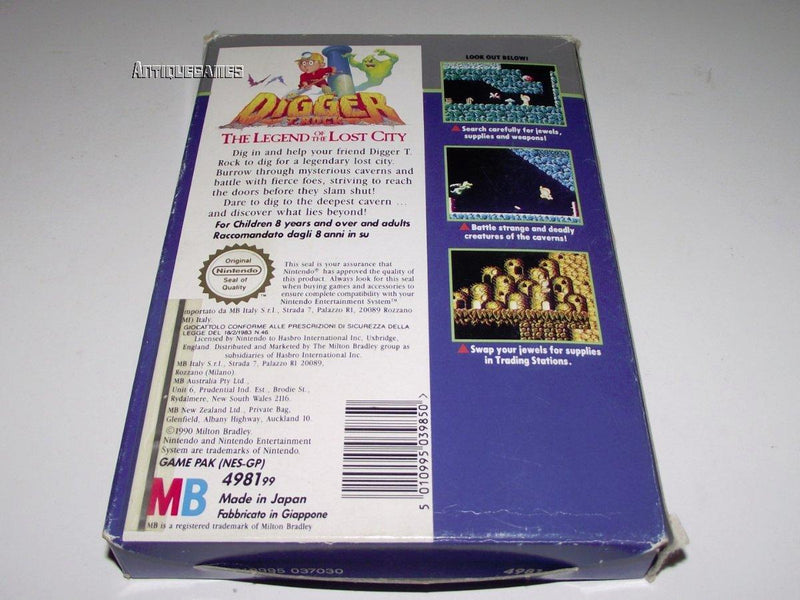 ANTIQUEGAMES
DIGGER
T. ROCK
THE LEGEND OF THE LOST CITY
Dig in and help your friend Digger T.
Rock to dig for a legendary lost city.
Burrow through mysterious caverns and
battle with fierce foes, striving to reach
the doors before they slam shut!
Dare to dig to the deepest cavern ...
and discover what lies beyond!
For Children 8 years and over and adults
Raccomandato dagli 8 anni in su
Original
Nintendo
Seal of
Quality
TM
This seal is your assurance that
Nintendo® has approved the quality of
this product. Always look for this seal
when buying games and accessories to
ensure complete compatibility with your
Nintendo Entertainment System™
Importato da MB Italy S.r.l., Strada 7, Palazzo R1, 20089 Rozzano
MI) Italy.
GIOCATTOLO CONFORME ALLE PRESCRIZIONI DI SICUREZZA DELLA
LEGGE DEL 18/2/1983 N.46
Licensed by Nintendo to Hasbro International Inc, Uxbridge,
England. Distributed and Marketed by The Milton Bradley group as
subsidiaries of Hasbro International Inc.
MB Italy S.r.l., Strada 7, Palazzo R1 20089,
Rozzano (Milano)
MB Australia Pty Ltd.,
Unit 6, Prudential Ind. Est., Brodie St.,
Rydalmere, New South Wales 2116.
MB New Zealand Ltd., Private Bag,
Glenfield, Albany Highway, Auckland 10.
©1990 Milton Bradley.
Nintendo and Nintendo Entertainment
System are trademarks of Nintendo.
GAME PAK (NES-GP)
498199
MB
Made in Japan
Fabbricato in Giappone
MB is a registered trademark of Milton Bradley
5 010995 039850 >
LOOK OUT BELOW!
Search carefully for jewels,
supplies and weapons!
Battle strange and deadly
creatures of the caverns!
Swap your jewels for supplies
in Trading Stations.
037030